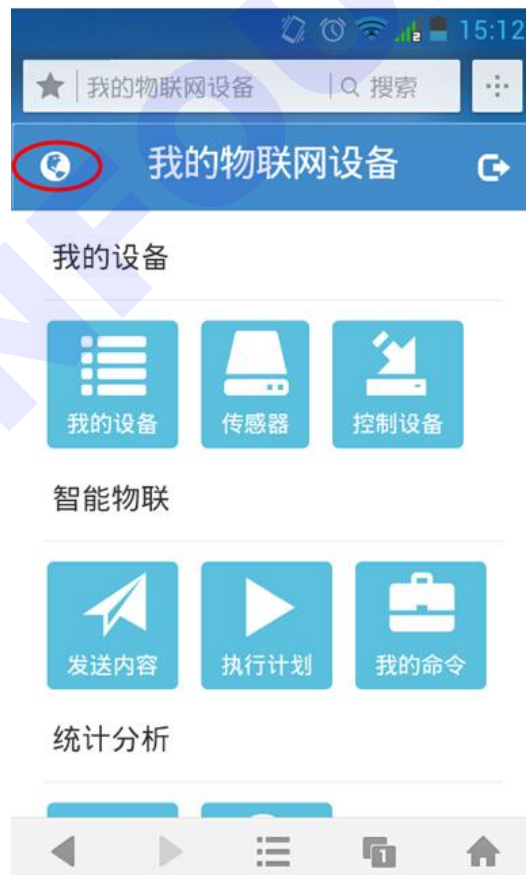 15:12
我的物联网设备 搜索
我的物联网设备
我的设备
我的设备 传感器 控制设备
智能物联
发送内容 执行计划 我的命令
统计分析
1